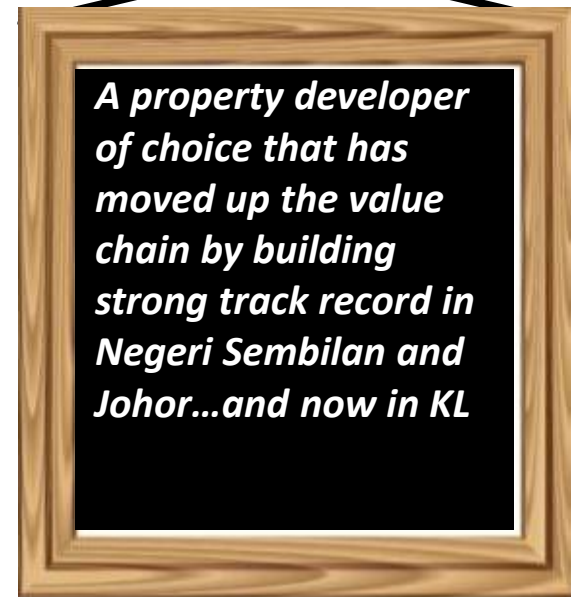 A property developer
of choice that has
moved up the value
chain by building
strong track record in
Negeri Sembilan and
Johor…and now in KL